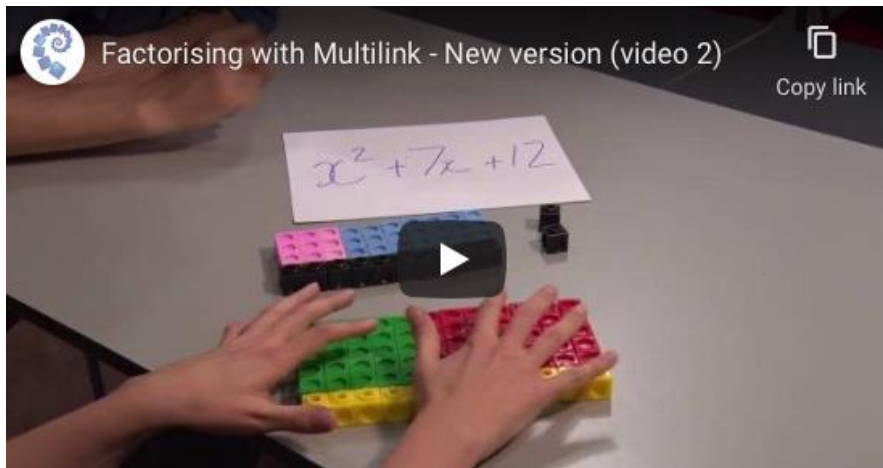 Factorising with Multilink - New version (video 2)
Copy link
x² + 7x + 12